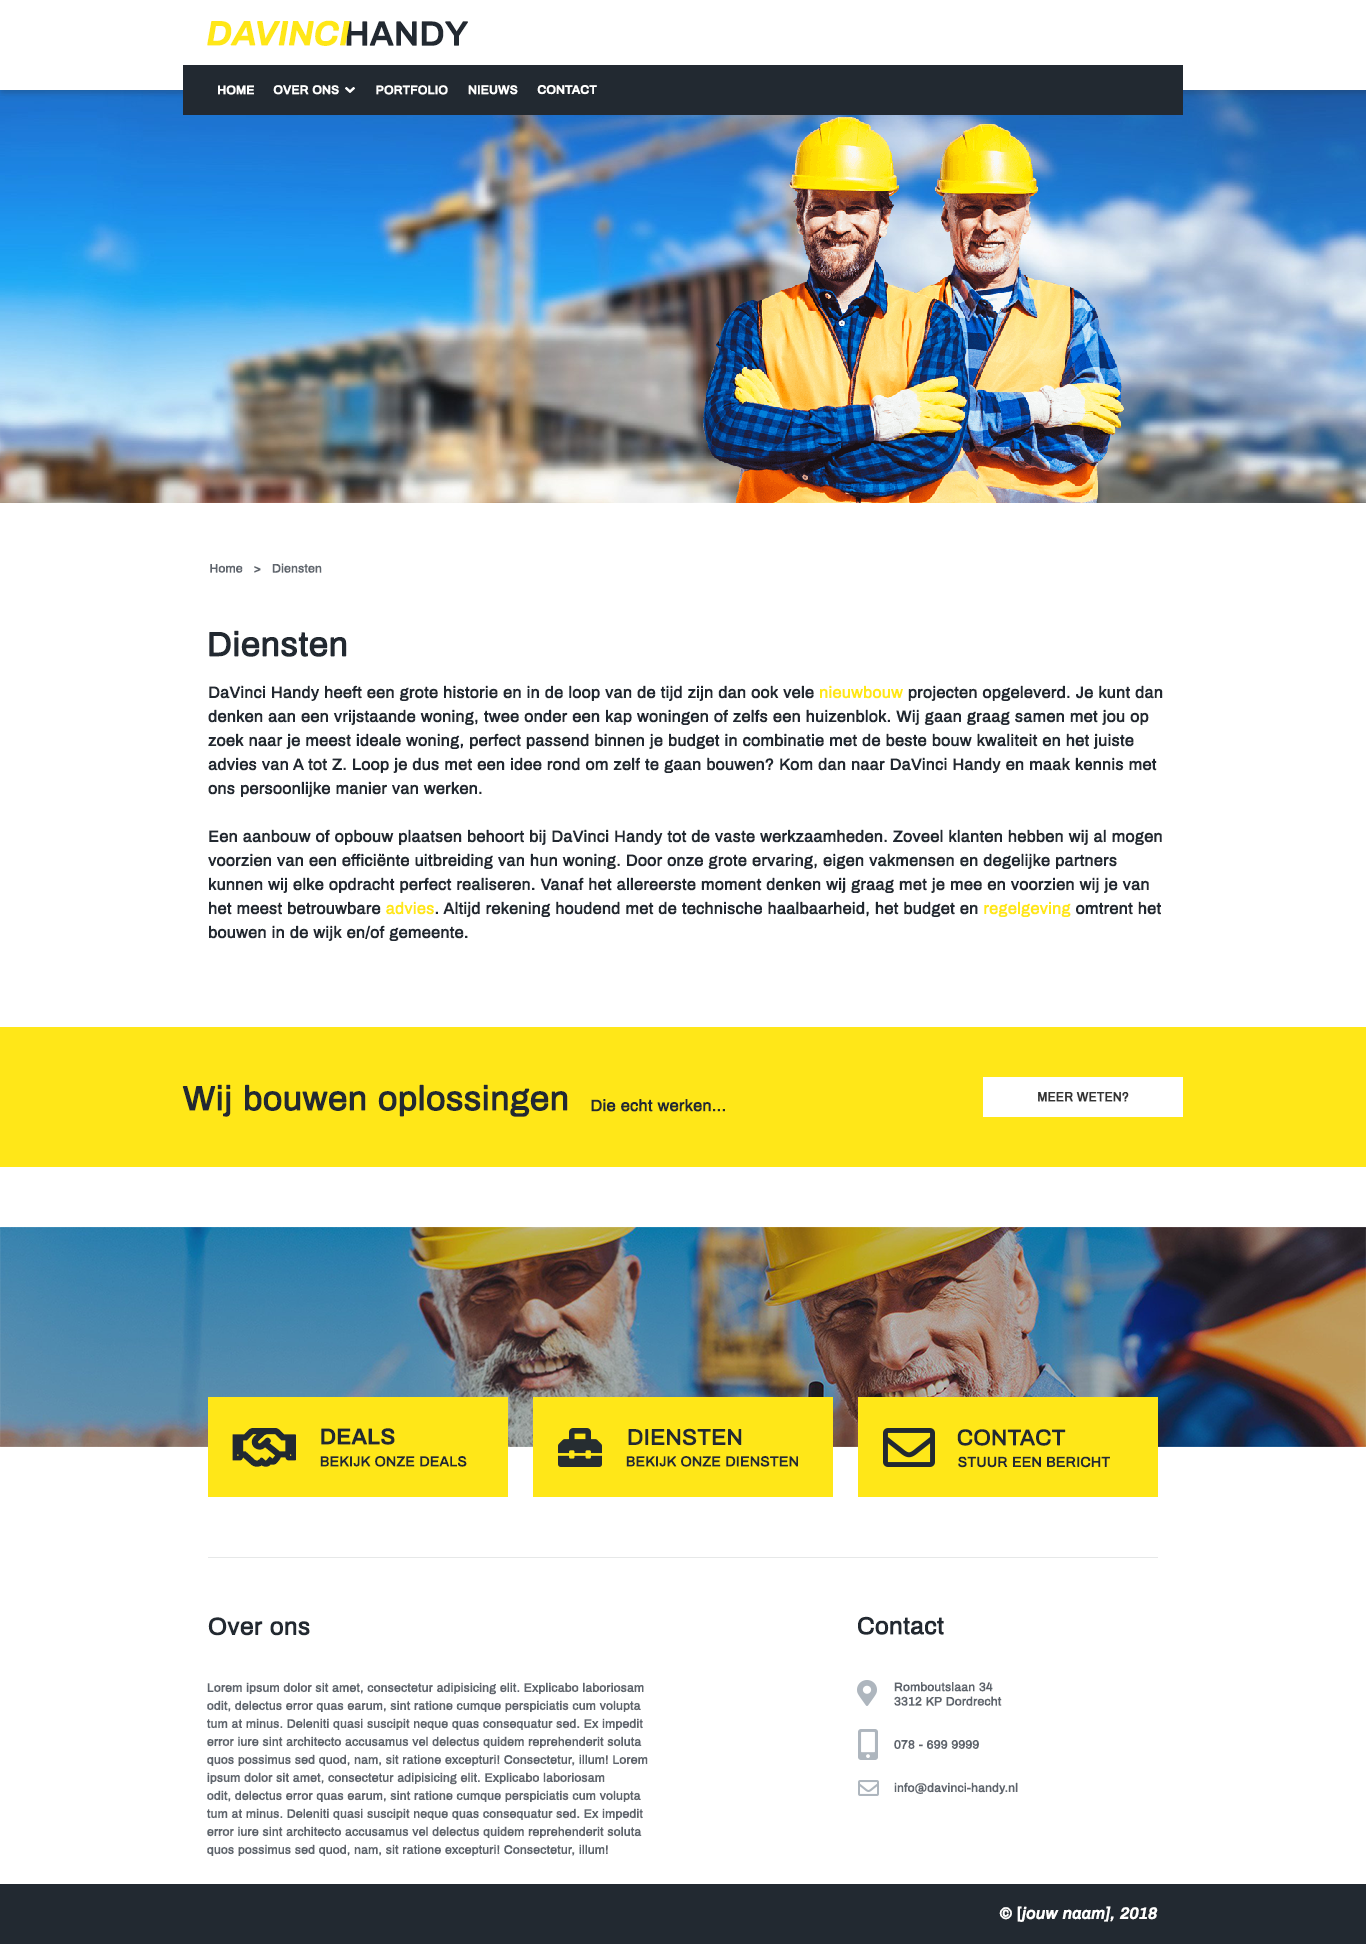 DAVINCIHANDY
HOME OVER ONS PORTFOLIO NIEUWS CONTACT
Home > Diensten
Diensten
DaVinci Handy heeft een grote historie en in de loop van de tijd zijn dan ook vele nieuwbouw projecten opgeleverd. Je kunt dan
denken aan een vrijstaande woning, twee onder een kap woningen of zelfs een huizenblok. Wij gaan graag samen met jou op
zoek naar je meest ideale woning, perfect passend binnen je budget in combinatie met de beste bouw kwaliteit en het juiste
advies van A tot Z. Loop je dus met een idee rond om zelf te gaan bouwen? Kom dan naar DaVinci Handy en maak kennis met
ons persoonlijke manier van werken.
Een aanbouw of opbouw plaatsen behoort bij DaVinci Handy tot de vaste werkzaamheden. Zoveel klanten hebben wij al mogen
voorzien van een efficiënte uitbreiding van hun woning. Door onze grote ervaring, eigen vakmensen en degelijke partners
kunnen wij elke opdracht perfect realiseren. Vanaf het allereerste moment denken wij graag met je mee en voorzien wij je van
het meest betrouwbare advies. Altijd rekening houdend met de technische haalbaarheid, het budget en regelgeving omtrent het
bouwen in de wijk en/of gemeente.
Wij bouwen oplossingen Die echt werken...
MEER WETEN?
DEALS
BEKIJK ONZE DEALS
DIENSTEN
BEKIJK ONZE DIENSTEN
CONTACT
STUUR EEN BERICHT
Over ons
Lorem ipsum dolor sit amet, consectetur adipisicing elit. Explicabo laboriosam
odit, delectus error quas earum, sint ratione cumque perspiciatis cum volupta
tum at minus. Deleniti quasi suscipit neque quas consequatur sed. Ex impedit
error iure sint architecto accusamus vel delectus quidem reprehenderit soluta
quos possimus sed quod, nam, sit ratione excepturi! Consectetur, illum! Lorem
ipsum dolor sit amet, consectetur adipisicing elit. Explicabo laboriosam
odit, delectus error quas earum, sint ratione cumque perspiciatis cum volupta
tum at minus. Deleniti quasi suscipit neque quas consequatur sed. Ex impedit
error iure sint architecto accusamus vel delectus quidem reprehenderit soluta
quos possimus sed quod, nam, sit ratione excepturi! Consectetur, illum!
Contact
Romboutslaan 34
3312 KP Dordrecht
078 - 699 9999
info@davinci-handy.nl
© [jouw naam], 2018